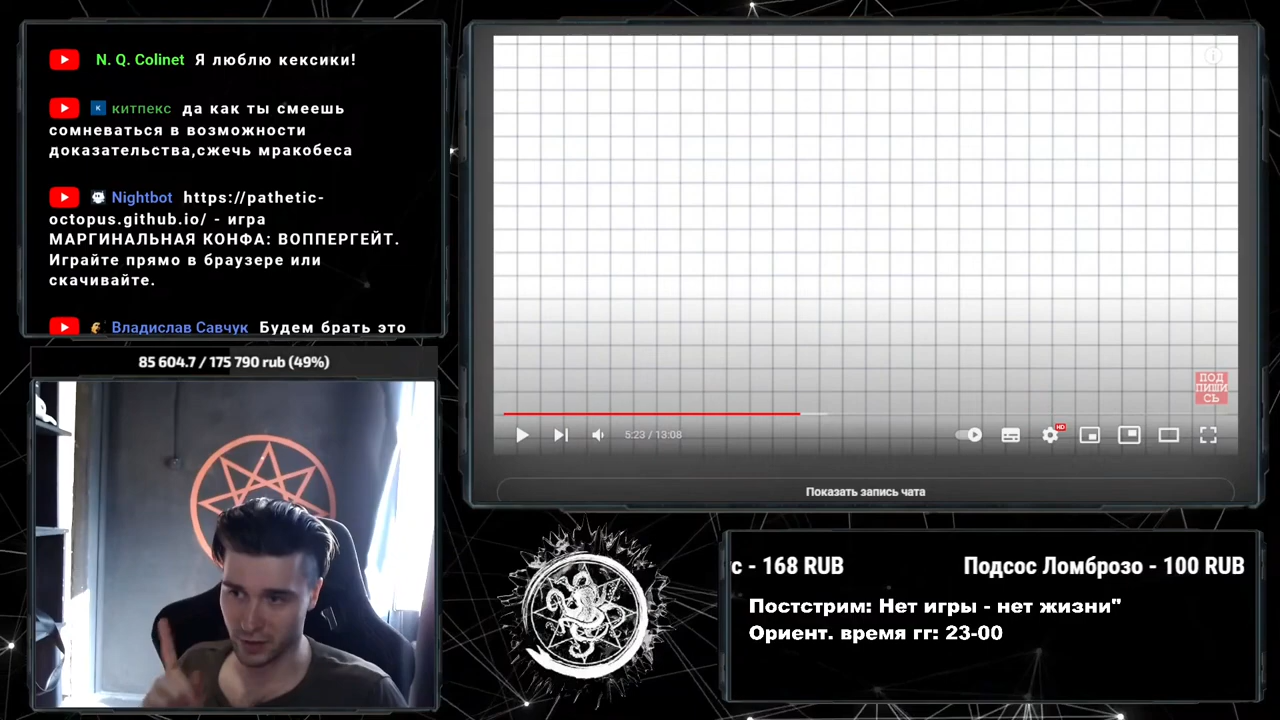 N. Q. Colinet Я люблю кексики!
китпекс да как ты смеешь
сомневаться в возможности
доказательства,сжечь мракобеса
Nightbot https://pathetic-
octopus.github.io/ - игра
МАРГИНАЛЬНАЯ КОНФА: ВОППЕРГЕЙТ.
Играйте прямо в браузере или
скачивайте.
Владислав Савчук Будем брать это
85 604.7 / 175 790 rub (49%)
ПОД
ПИШИ
СЬ
5:23 / 13:08
HD
Показать запись чата
с - 168 RUB
Подсос Ломброзо - 100 RUB
Постстрим: Нет игры - нет жизни"
Ориент. время гг: 23-00